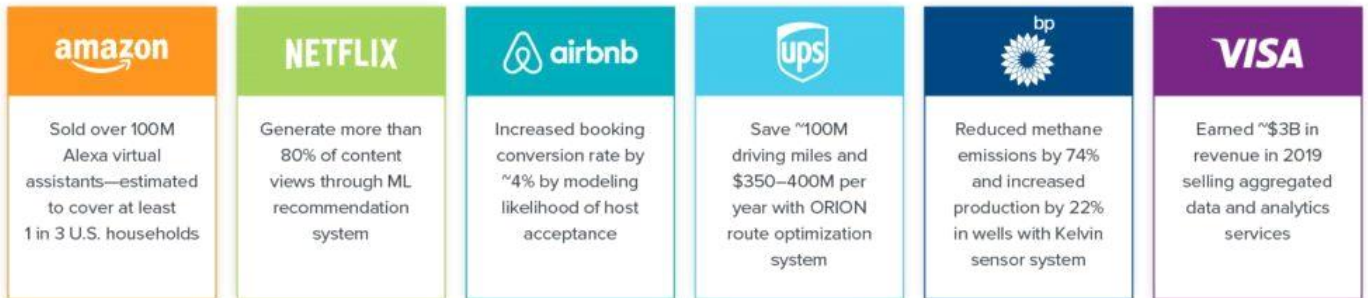 amazon
Sold over 100M
Alexa virtual
assistants—estimated
to cover at least
1 in 3 U.S. households
NETFLIX
Generate more than
80% of content
views through ML
recommendation
system
airbnb
Increased booking
conversion rate by
~4% by modeling
likelihood of host
acceptance
ups
Save ~100M
driving miles and
$350–400M per
year with ORION
route optimization
system
bp
Reduced methane
emissions by 74%
and increased
production by 22%
in wells with Kelvin
sensor system
VISA
Earned ~$3B in
revenue in 2019
selling aggregated
data and analytics
services